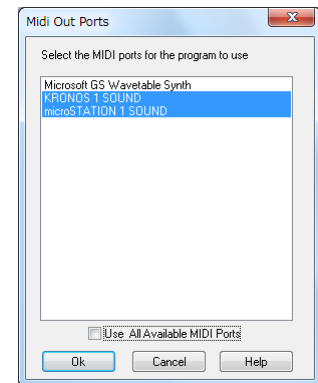 Midi Out Ports
Select the MIDI ports for the program to use
Microsoft GS Wavetable Synth
KRONOS 1 SOUND
microSTATION 1 SOUND
Use All Available MIDI Ports
Ok Cancel Help